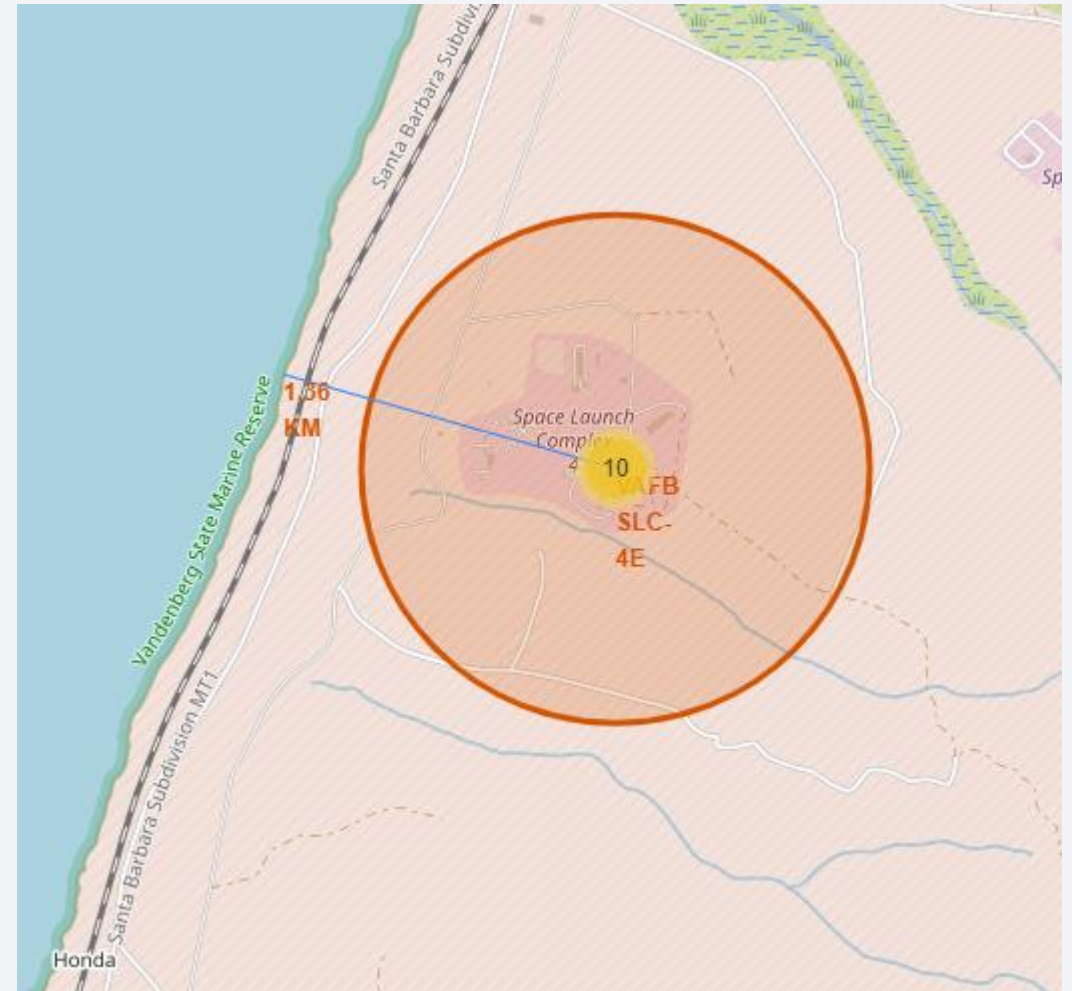 Santa Barbara Subdivi
Sp
1.36
KM
Vandenberg State Marine Reserve
Space Launch
Complex
4
10
VAFB
SLC-
4E
Santa Barbara Subdivision MT1
Honda